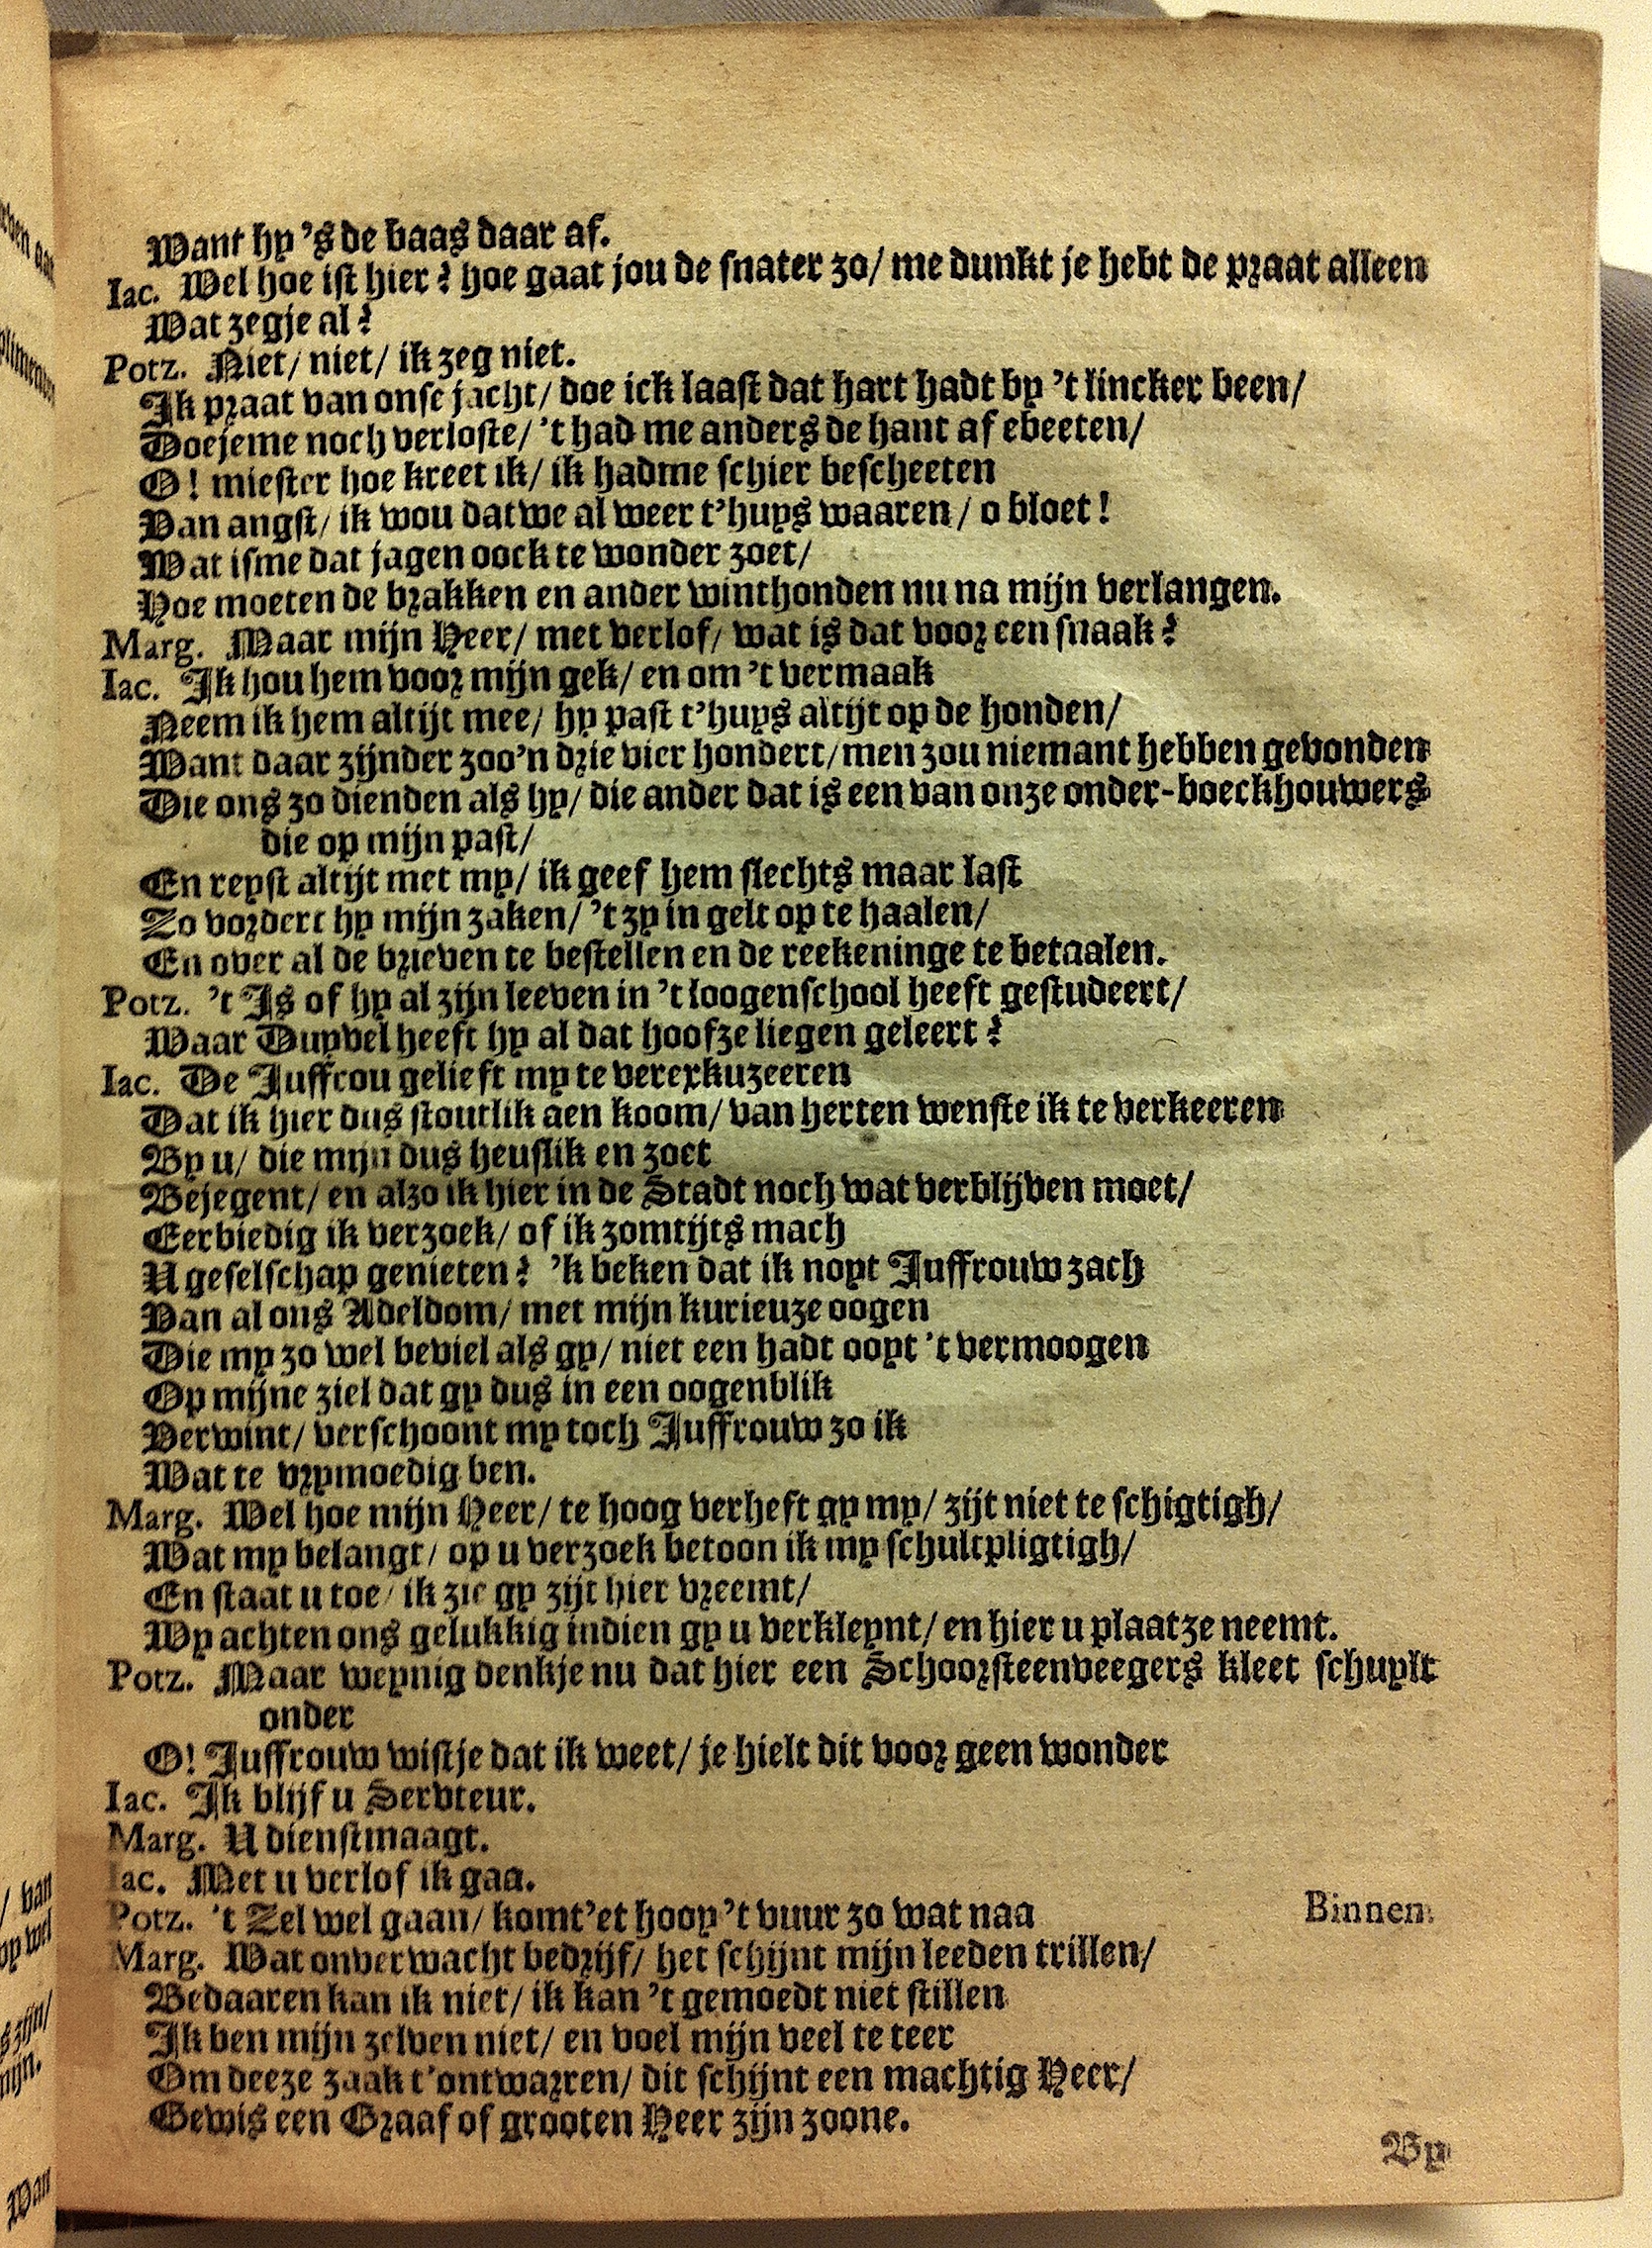 Want hy 's de baas daar af.
Iac. Wel hoe ist hier? hoe gaat jou de snater zo/ me dunkt je hebt de praat alleen
Wat zegje al?
Potz. Niet/ niet/ ik zeg niet.
Ik praat van onse jacht/ doe ick laast dat hart hadt by 't lincker been/
Doejeme noch verloste/ 't had me anders de hant af ebeeten/
O! miester hoe kreet ik/ ik hadme schier bescheeten
Van angst/ ik wou datwe al weer t'huys waaren/ o bloet!
Wat isme dat jagen oock te wonder zoet/
Hoe moeten de brakken en ander winthonden nu na mijn verlangen.
Marg. Maar mijn Heer/ met verlof/ wat is dat voor een snaak?
Iac. Ik hou hem voor mijn gek/ en om 't vermaak
Neem ik hem altijt mee/ hy past t'huys altijt op de honden/
Want daar zijnder zoo'n drie vier hondert/ men zou niemant hebben gevonden
Die ons zo dienden als hy/ die ander dat is een van onze onder-boeckhouwers
die op mijn past/
En reyst altijt met my/ ik geef hem slechts maar last
Zo vordert hy mijn zaken/ 't zy in gelt op te haalen/
En over al de brieven te bestellen en de reekeninge te betaalen.
Potz. 't Is of hy al zijn leeven in 't loogenschool heeft gestudeert/
Waar Duyvel heeft hy al dat hoofze liegen geleert?
Iac. De Juffrou gelieft my te verexkuzeeren
Dat ik hier dus stoutlik aen koom/ van herten wenste ik te verkeeren
By u/ die mijn dus heuslik en zoet
Bejegent/ en alzo ik hier in de Stadt noch wat verblijven moet/
Eerbiedig ik verzoek/ of ik zomtijts mach
U geselschap genieten? 'k beken dat ik noyt Juffrouw zach
Van al ons Adeldom/ met mijn kurieuze oogen
Die my zo wel beviel als gy/ niet een hadt ooyt 't vermoogen
Op mijne ziel dat gy dus in een oogenblik
Verwint/ verschoont my toch Juffrouw zo ik
Wat te vrymoedig ben.
Marg. Wel hoe mijn Heer/ te hoog verheft gy my/ zijt niet te schigtigh/
Wat my belangt/ op u verzoek betoon ik my schultpligtigh/
En staat u toe/ ik zie gy zijt hier vreemt/
Wy achten ons gelukkig indien gy u verkleynt/ en hier u plaatze neemt.
Potz. Maar weynig denkje nu dat hier een Schoorsteenveegers kleet schuylt
onder
O! Juffrouw wistje dat ik weet/ je hielt dit voor geen wonder
Iac. Ik blijf u Servteur.
Marg. U dienstmaagt.
Iac. Met u verlof ik gaa.
Potz. 't Zel wel gaan/ komt'et hooy 't vuur zo wat naa Binnen.
Marg. Wat onverwacht bedrijf/ het schijnt mijn leeden trillen/
Bedaaren kan ik niet/ ik kan 't gemoedt niet stillen
Ik ben mijn zelven niet/ en voel mijn veel te teer
Om deeze zaak t'ontwarren/ dit schijnt een machtig Heer/
Gewis een Graaf of grooten Heer zijn zoone.
By